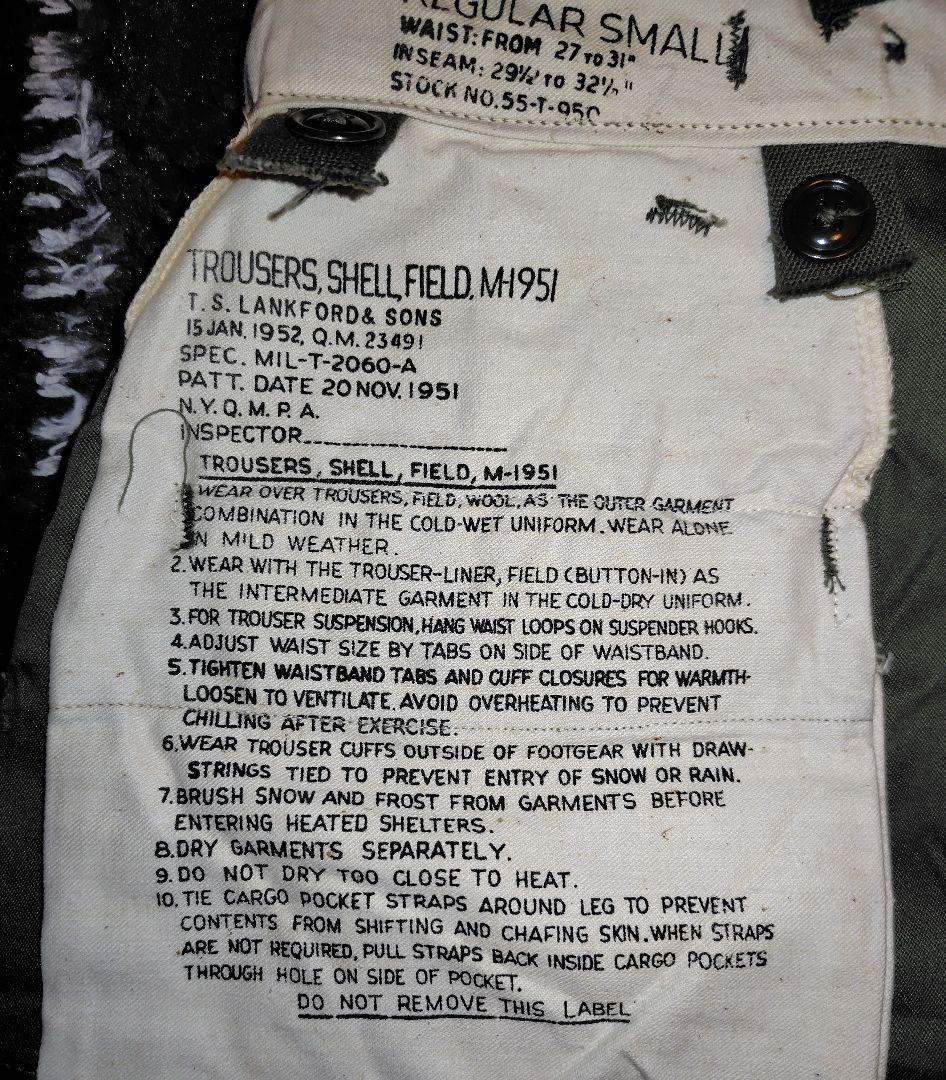 REGULAR SMALL
WAIST: FROM 27 TO 31"
INSEAM: 29½" TO 32½"
STOCK NO. 55-T-950
TROUSERS, SHELL, FIELD, M-1951
T. S. LANKFORD & SONS
15 JAN. 1952, Q.M. 23491
SPEC. MIL-T-2060-A
PATT. DATE 20 NOV. 1951
N.Y.Q.M.P.A.
INSPECTOR
TROUSERS, SHELL, FIELD, M-1951
WEAR OVER TROUSERS, FIELD, WOOL, AS THE OUTER GARMENT
COMBINATION IN THE COLD-WET UNIFORM. WEAR ALONE
IN MILD WEATHER.
2. WEAR WITH THE TROUSER-LINER, FIELD (BUTTON-IN) AS
THE INTERMEDIATE GARMENT IN THE COLD-DRY UNIFORM.
3. FOR TROUSER SUSPENSION, HANG WAIST LOOPS ON SUSPENDER HOOKS.
4. ADJUST WAIST SIZE BY TABS ON SIDE OF WAISTBAND.
5. TIGHTEN WAISTBAND TABS AND CUFF CLOSURES FOR WARMTH-
LOOSEN TO VENTILATE. AVOID OVERHEATING TO PREVENT
CHILLING AFTER EXERCISE.
6. WEAR TROUSER CUFFS OUTSIDE OF FOOTGEAR WITH DRAW-
STRINGS TIED TO PREVENT ENTRY OF SNOW OR RAIN.
7. BRUSH SNOW AND FROST FROM GARMENTS BEFORE
ENTERING HEATED SHELTERS.
8. DRY GARMENTS SEPARATELY.
9. DO NOT DRY TOO CLOSE TO HEAT.
10. TIE CARGO POCKET STRAPS AROUND LEG TO PREVENT
CONTENTS FROM SHIFTING AND CHAFING SKIN. WHEN STRAPS
ARE NOT REQUIRED, PULL STRAPS BACK INSIDE CARGO POCKETS
THROUGH HOLE ON SIDE OF POCKET.
DO NOT REMOVE THIS LABEL